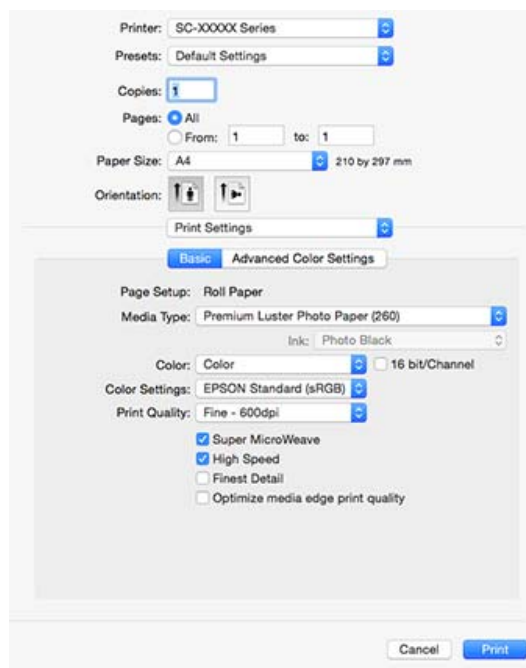 Printer: SC-XXXXX Series
Presets: Default Settings
Copies: 1
Pages: All
From: 1 to: 1
Paper Size: A4 210 by 297 mm
Orientation:
Print Settings
Basic Advanced Color Settings
Page Setup: Roll Paper
Media Type: Premium Luster Photo Paper (260)
Ink: Photo Black
Color: Color 16 bit/Channel
Color Settings: EPSON Standard (sRGB)
Print Quality: Fine - 600dpi
Super MicroWeave
High Speed
Finest Detail
Optimize media edge print quality
Cancel Print